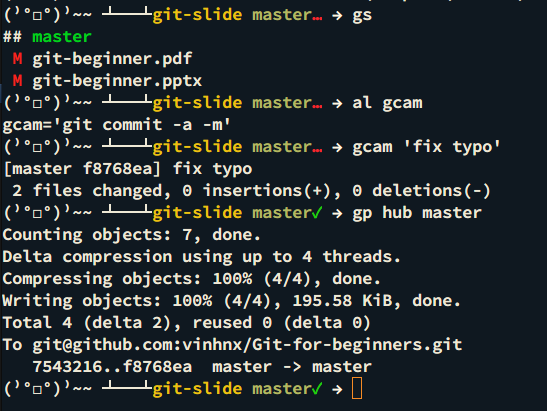 (╯°□°)╯~~ ┻━┻git-slide master… → gs
## master
 M git-beginner.pdf
 M git-beginner.pptx
(╯°□°)╯~~ ┻━┻git-slide master… → al gcam
gcam='git commit -a -m'
(╯°□°)╯~~ ┻━┻git-slide master… → gcam 'fix typo'
[master f8768ea] fix typo
 2 files changed, 0 insertions(+), 0 deletions(-)
(╯°□°)╯~~ ┻━┻git-slide master✓ → gp hub master
Counting objects: 7, done.
Delta compression using up to 4 threads.
Compressing objects: 100% (4/4), done.
Writing objects: 100% (4/4), 195.58 KiB, done.
Total 4 (delta 2), reused 0 (delta 0)
To git@github.com:vinhnx/Git-for-beginners.git
   7543216..f8768ea  master -> master
(╯°□°)╯~~ ┻━┻git-slide master✓ →